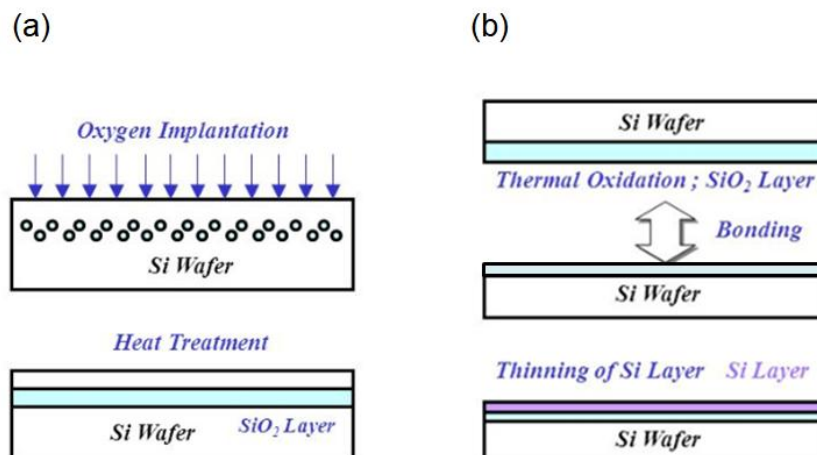 (a)
Oxygen Implantation
Si Wafer
Heat Treatment
Si Wafer SiO₂ Layer
(b)
Si Wafer
Thermal Oxidation ; SiO₂ Layer
Bonding
Si Wafer
Thinning of Si Layer Si Layer
Si Wafer